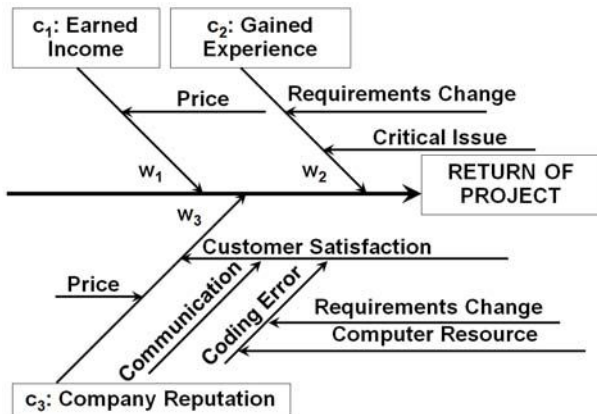 c₁: Earned
Income
c₂: Gained
Experience
Price
Requirements Change
Critical Issue
w₁
w₂
RETURN OF
PROJECT
w₃
Customer Satisfaction
Price
Communication
Coding Error
Requirements Change
Computer Resource
c₃: Company Reputation